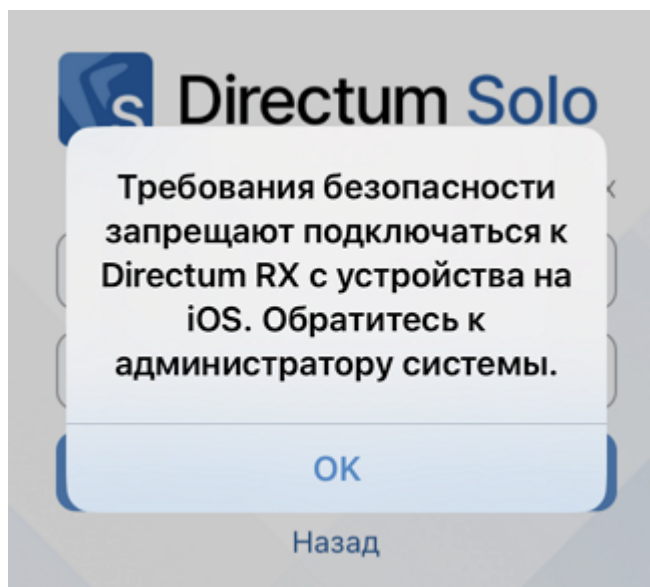 S Directum Solo
Требования безопасности
запрещают подключаться к
Directum RX с устройства на
iOS. Обратитесь к
администратору системы.
OK
Назад